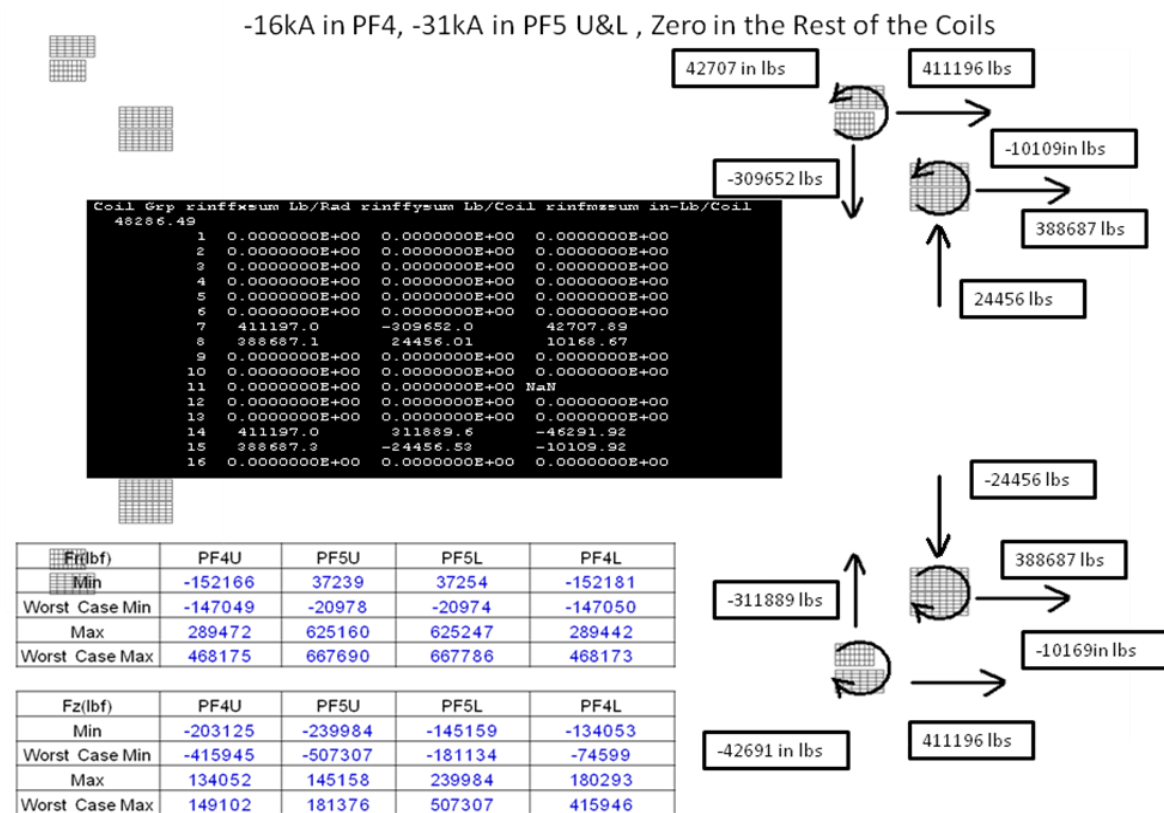 -16kA in PF4, -31kA in PF5 U&L , Zero in the Rest of the Coils
42707 in lbs
411196 lbs
-10109in lbs
-309652 lbs
388687 lbs
24456 lbs
Coil Grp rinffxsum Lb/Rad rinffysum Lb/Coil rinfmzsum in-Lb/Coil
48286.49
1 0.0000000E+00 0.0000000E+00 0.0000000E+00
2 0.0000000E+00 0.0000000E+00 0.0000000E+00
3 0.0000000E+00 0.0000000E+00 0.0000000E+00
4 0.0000000E+00 0.0000000E+00 0.0000000E+00
5 0.0000000E+00 0.0000000E+00 0.0000000E+00
6 0.0000000E+00 0.0000000E+00 0.0000000E+00
7 411197.0 -309652.0 42707.89
8 388687.1 24456.01 10168.67
9 0.0000000E+00 0.0000000E+00 0.0000000E+00
10 0.0000000E+00 0.0000000E+00 0.0000000E+00
11 0.0000000E+00 0.0000000E+00 NaN
12 0.0000000E+00 0.0000000E+00 0.0000000E+00
13 0.0000000E+00 0.0000000E+00 0.0000000E+00
14 411197.0 311889.6 -46291.92
15 388687.3 -24456.53 -10109.92
16 0.0000000E+00 0.0000000E+00 0.0000000E+00
-24456 lbs
388687 lbs
-311889 lbs
-10169in lbs
-42691 in lbs
411196 lbs
Fr(lbf) PF4U PF5U PF5L PF4L
Min -152166 37239 37254 -152181
Worst Case Min -147049 -20978 -20974 -147050
Max 289472 625160 625247 289442
Worst Case Max 468175 667690 667786 468173
Fz(lbf) PF4U PF5U PF5L PF4L
Min -203125 -239984 -145159 -134053
Worst Case Min -415945 -507307 -181134 -74599
Max 134052 145158 239984 180293
Worst Case Max 149102 181376 507307 415946